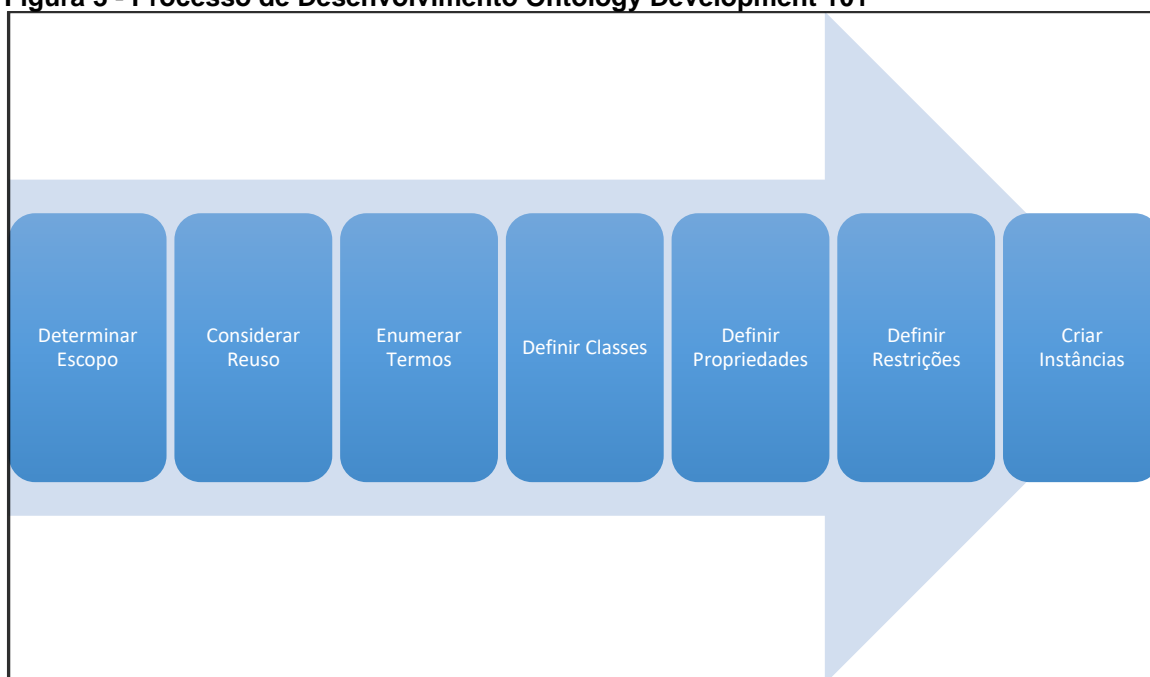 Figura 5 - Processo de Desenvolvimento Ontology Development 101
Determinar
Escopo
Considerar
Reuso
Enumerar
Termos
Definir Classes
Definir
Propriedades
Definir
Restrições
Criar
Instâncias